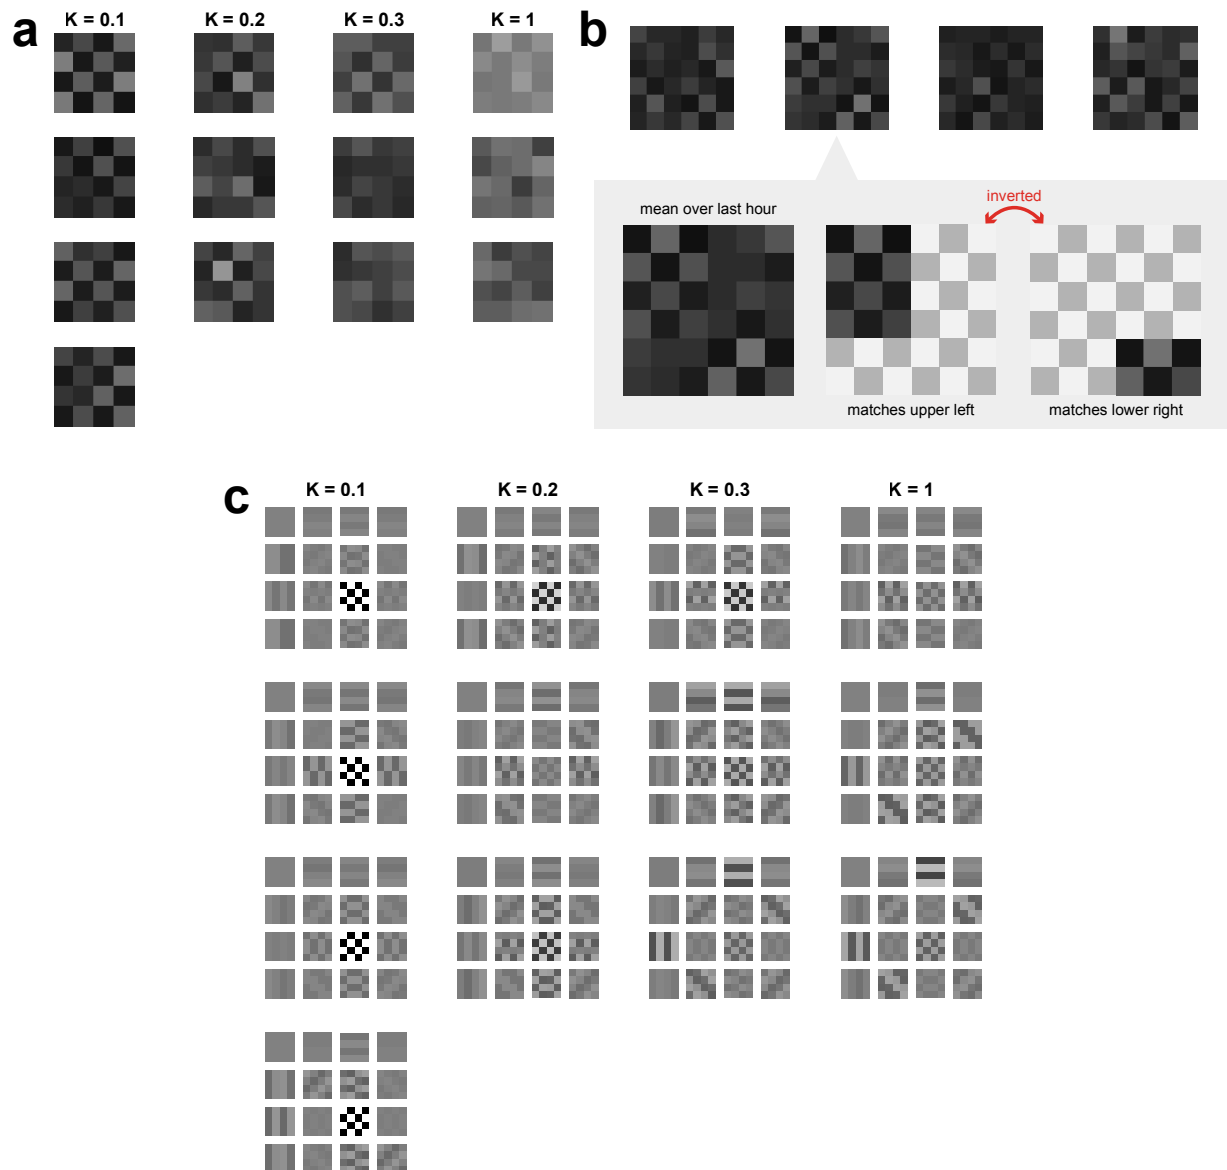 a
K = 0.1 K = 0.2 K = 0.3 K = 1
b
inverted
mean over last hour
matches upper left matches lower right
c
K = 0.1 K = 0.2 K = 0.3 K = 1